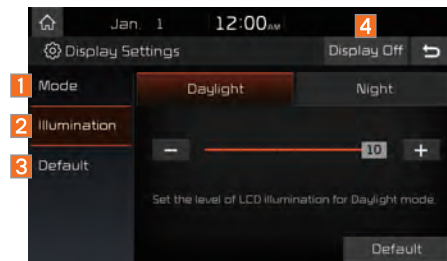 Jan. 1 12:00AM
4
Display Settings Display Off
1 Mode Daylight Night
2 Illumination
− 10 +
3 Default
Set the level of LCD illumination for Daylight mode.
Default